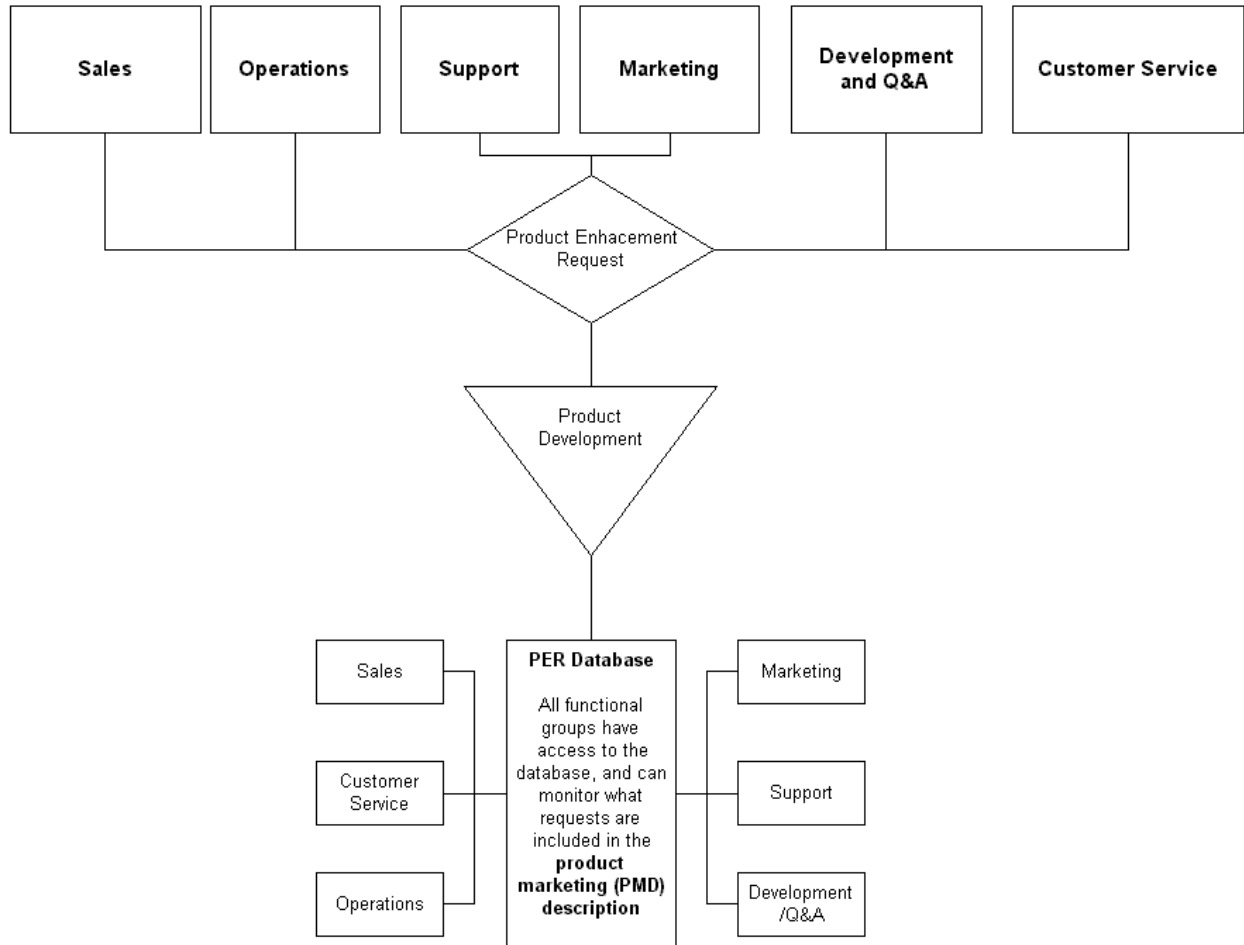 Sales
Operations
Support
Marketing
Development
and Q&A
Customer Service
Product Enhacement
Request
Product
Development
PER Database
All functional
groups have
access to the
database, and can
monitor what
requests are
included in the
product
marketing (PMD)
description
Sales
Customer
Service
Operations
Marketing
Support
Development
/Q&A